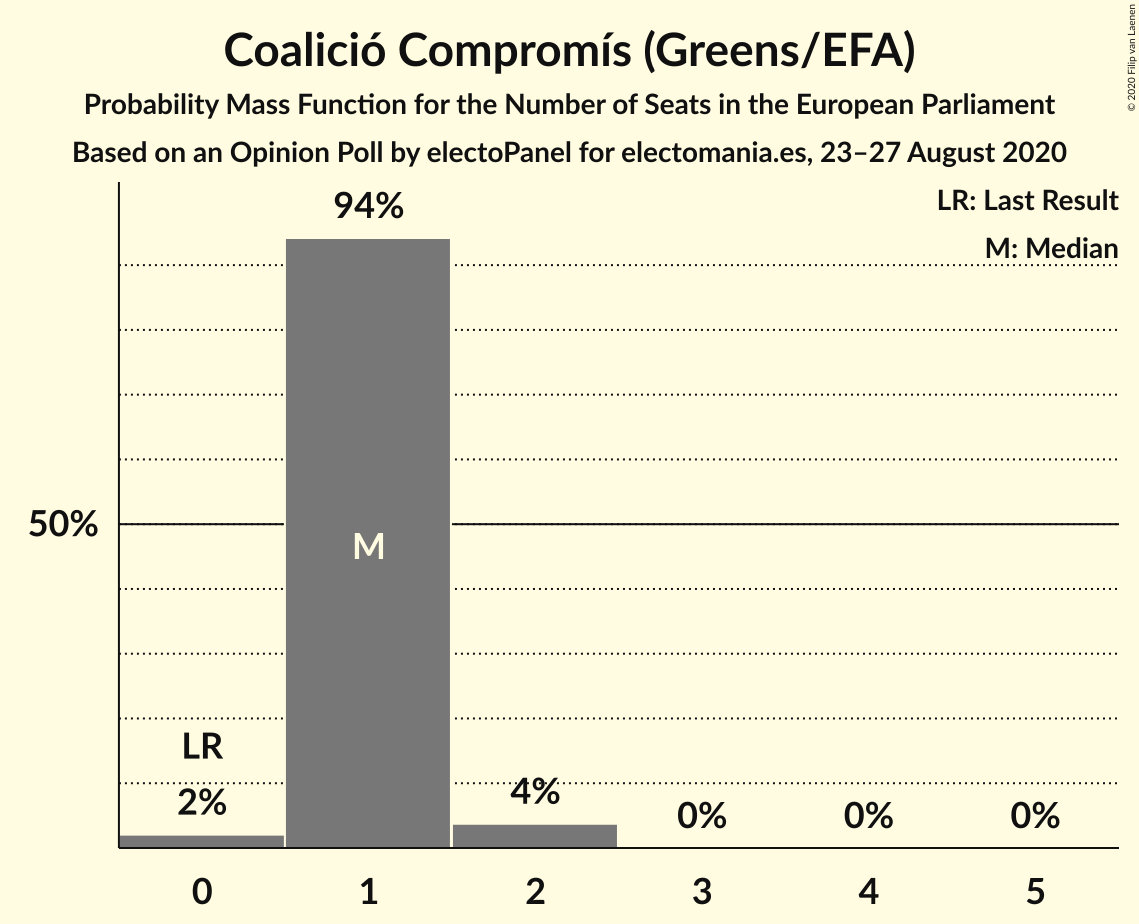 Coalició Compromís (Greens/EFA)
Probability Mass Function for the Number of Seats in the European Parliament
Based on an Opinion Poll by electoPanel for electomania.es, 23–27 August 2020
© 2020 Filip van Laenen
LR: Last Result
M: Median
94%
50%
M
LR
2%
4%
0%
0%
0%
0
1
2
3
4
5